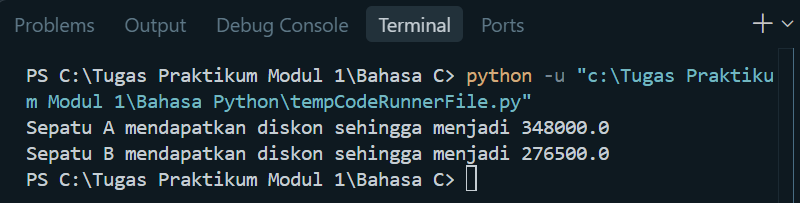 Problems Output Debug Console Terminal Ports
PS C:\Tugas Praktikum Modul 1\Bahasa C> python -u "c:\Tugas Praktiku
m Modul 1\Bahasa Python\tempCodeRunnerFile.py"
Sepatu A mendapatkan diskon sehingga menjadi 348000.0
Sepatu B mendapatkan diskon sehingga menjadi 276500.0
PS C:\Tugas Praktikum Modul 1\Bahasa C>